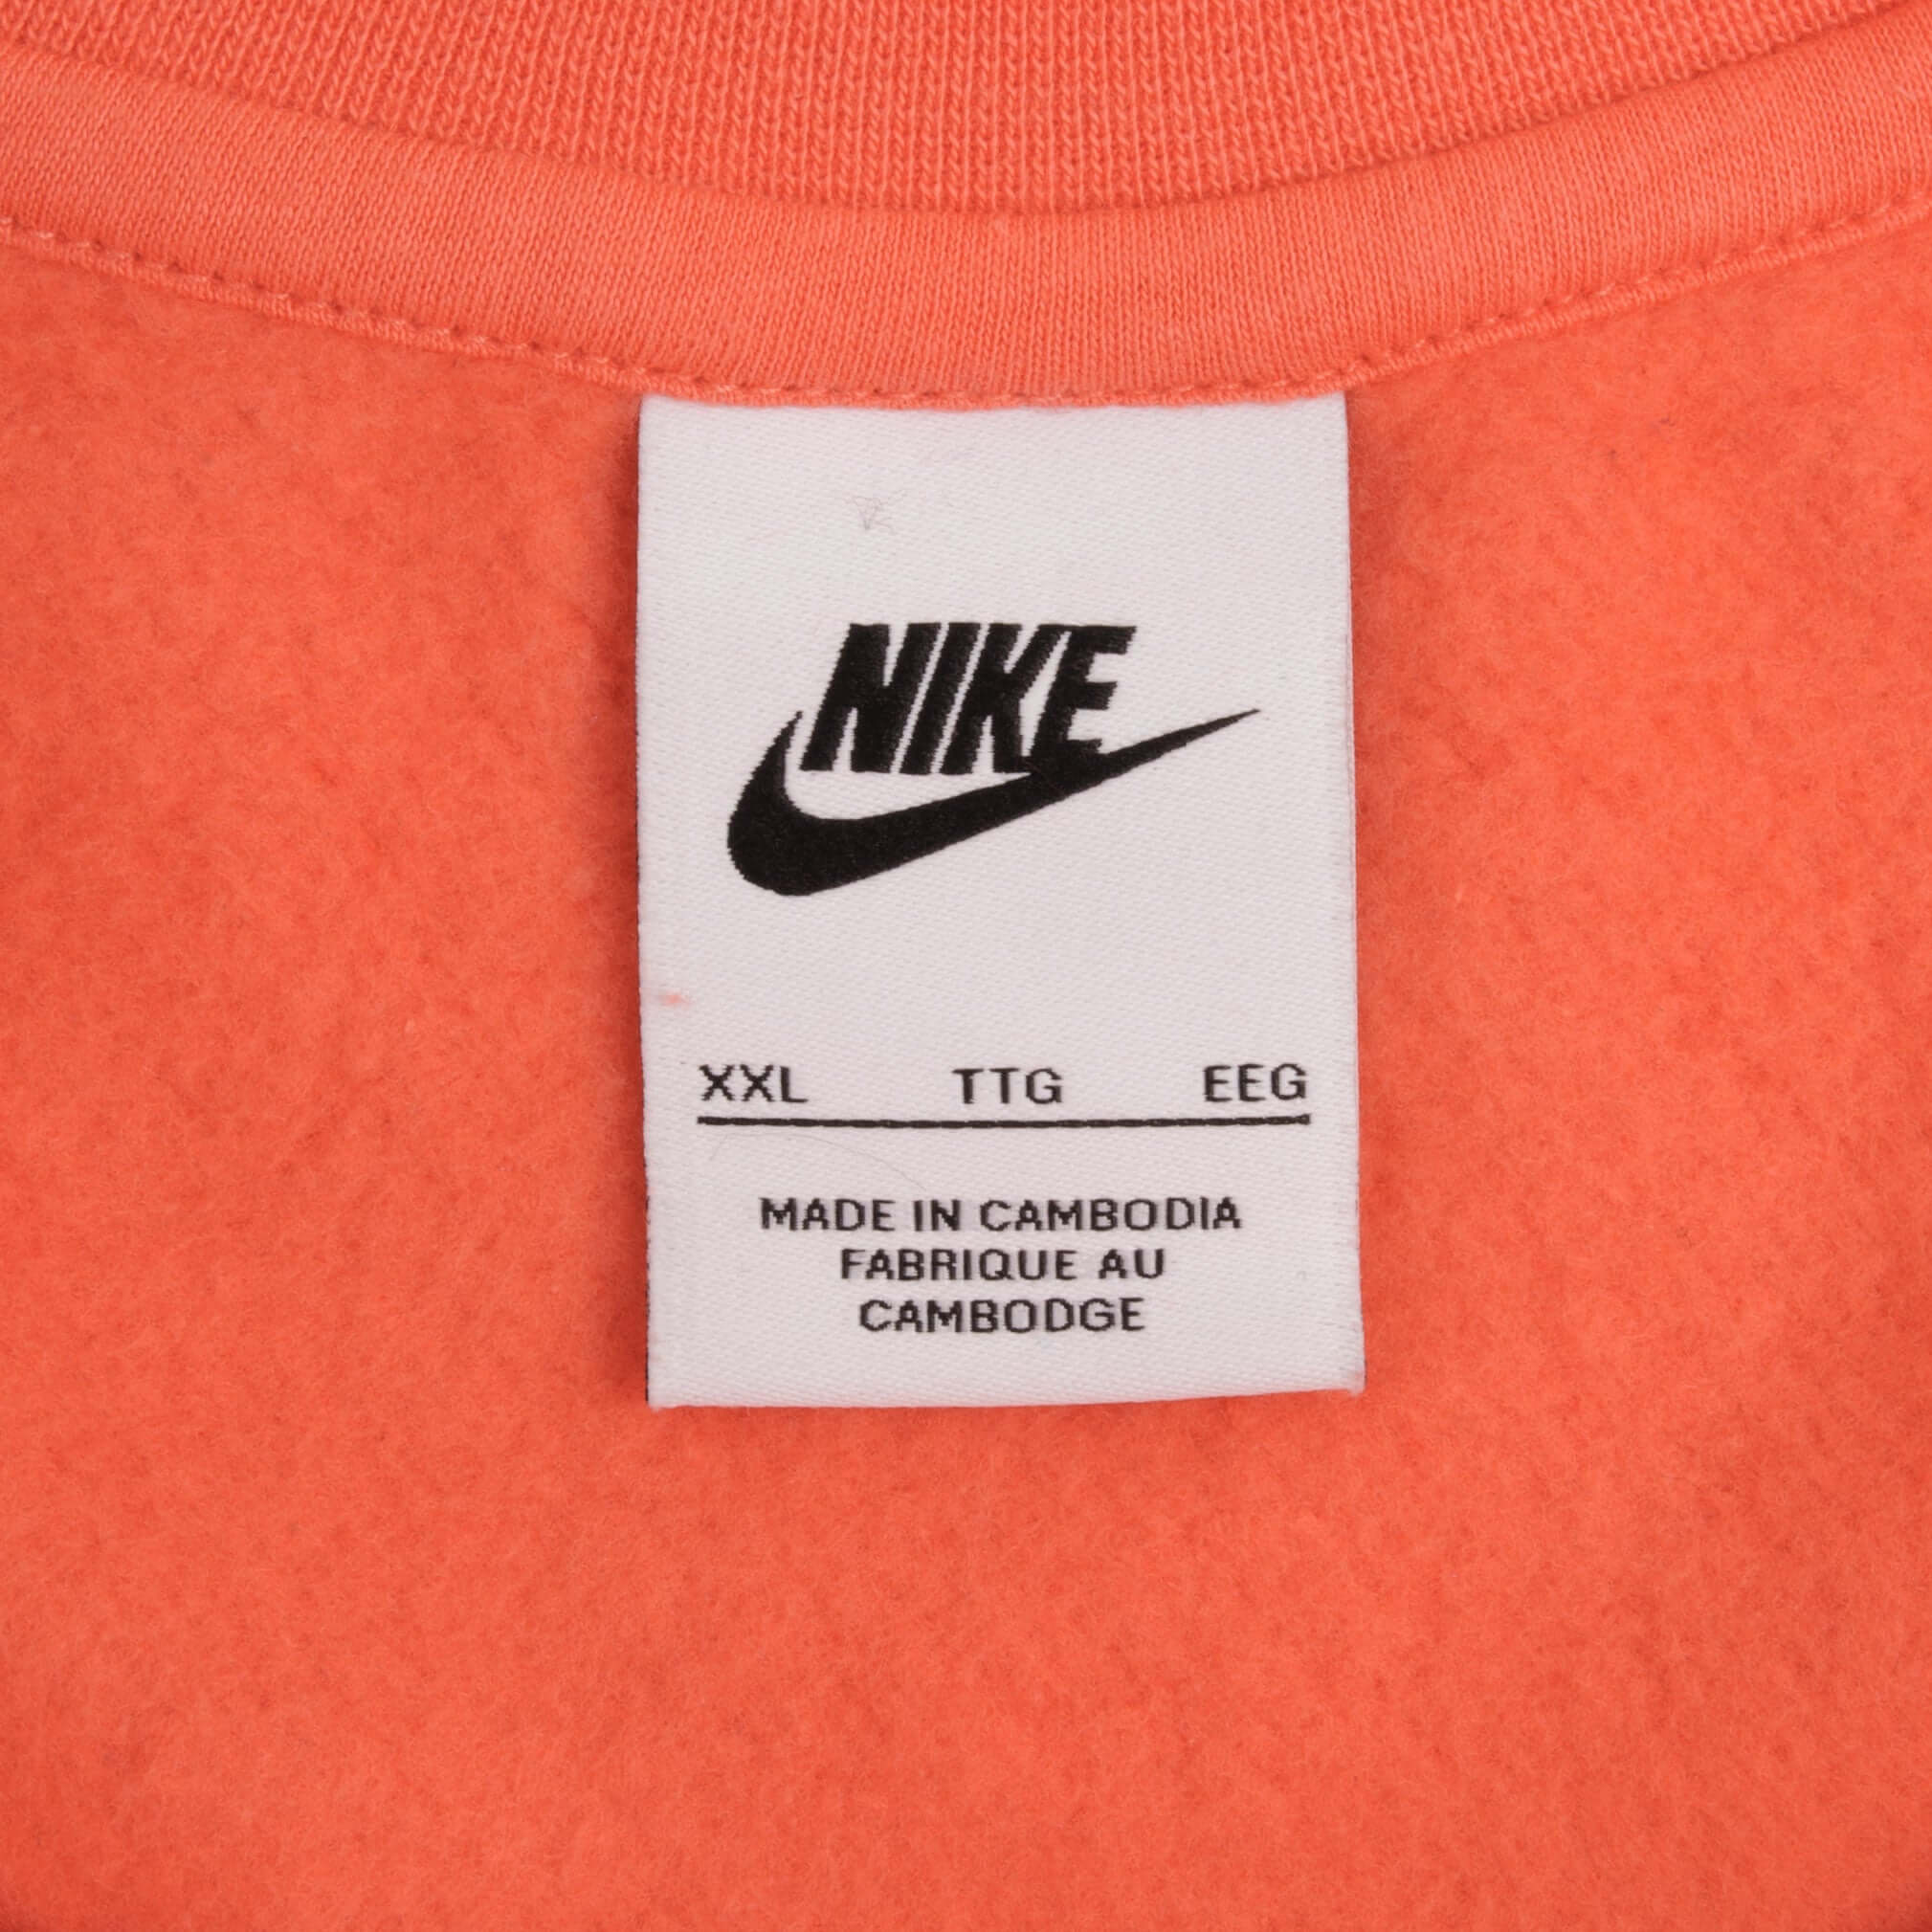 NIKE
XXL TTG EEG
MADE IN CAMBODIA
FABRIQUE AU
CAMBODGE